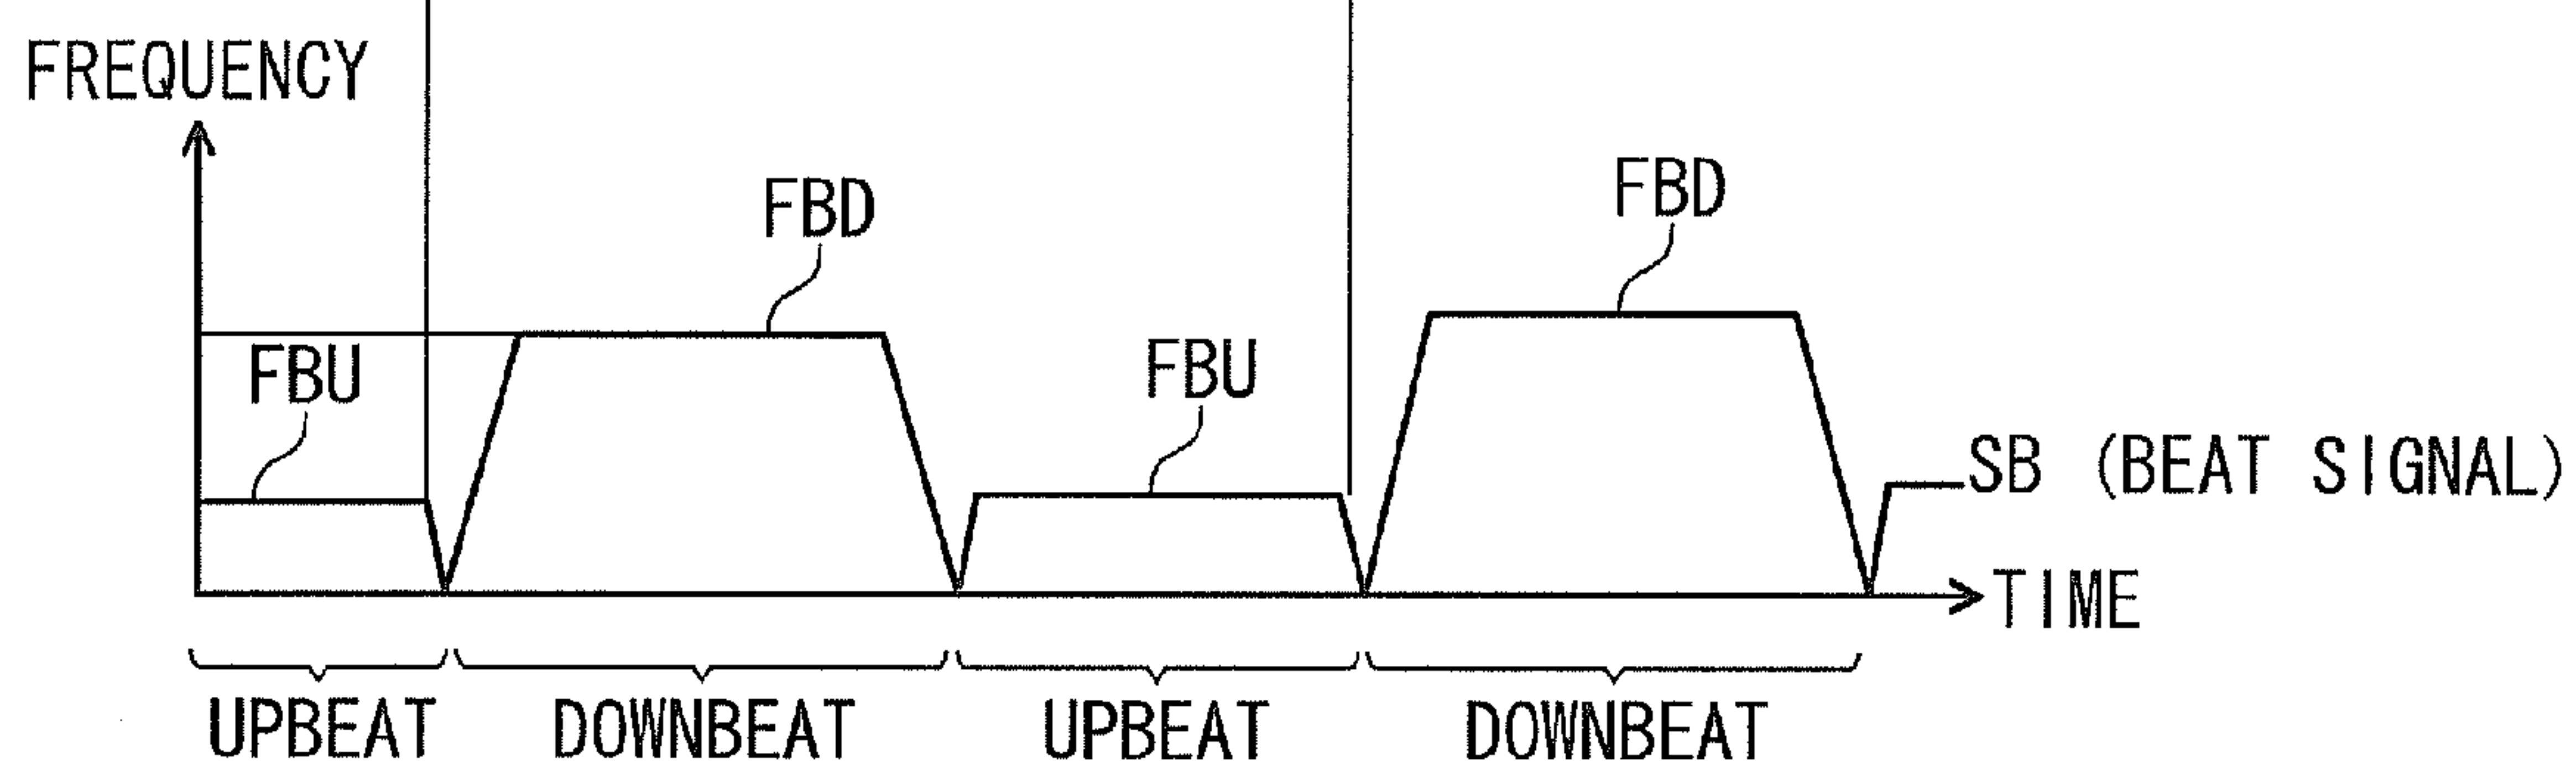 FREQUENCY
FBD
FBD
FBU
FBU
SB (BEAT SIGNAL)
TIME
UPBEAT DOWNBEAT UPBEAT DOWNBEAT